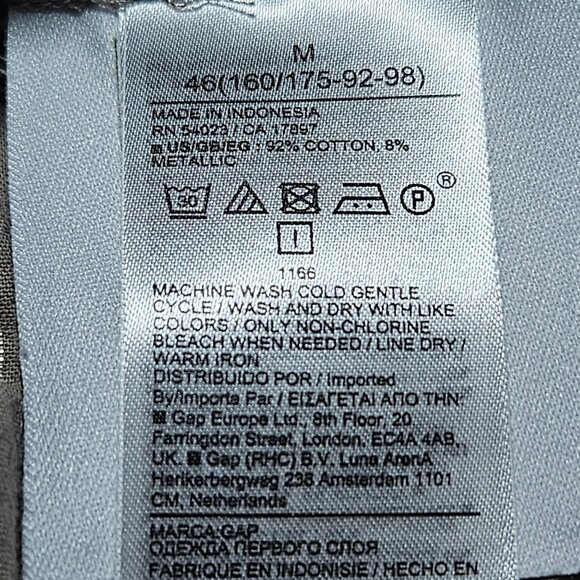 M
46(160/175-92-98)
MADE IN INDONESIA
RN 54023 / CA 17897
US/GB/EG : 92% COTTON, 8%
METALLIC
30 P ®
I
1166
MACHINE WASH COLD GENTLE
CYCLE / WASH AND DRY WITH LIKE
COLORS / ONLY NON-CHLORINE
BLEACH WHEN NEEDED / LINE DRY /
WARM IRON
DISTRIBUIDO POR / Imported
By/Importe Par / ΕΙΣΑΓΕΤΑΙ ΑΠΟ ΤΗΝ:
Gap Europe Ltd., 8th Floor, 20
Farringdon Street, London, EC4A 4AB,
UK. Gap (RHC) B.V. Luna ArenA
Herikerbergweg 238 Amsterdam 1101
CM, Netherlands
MARCA:GAP
ОДЕЖДА ПЕРВОГО СЛОЯ
FABRIQUÉ EN INDONÉSIE / HECHO EN